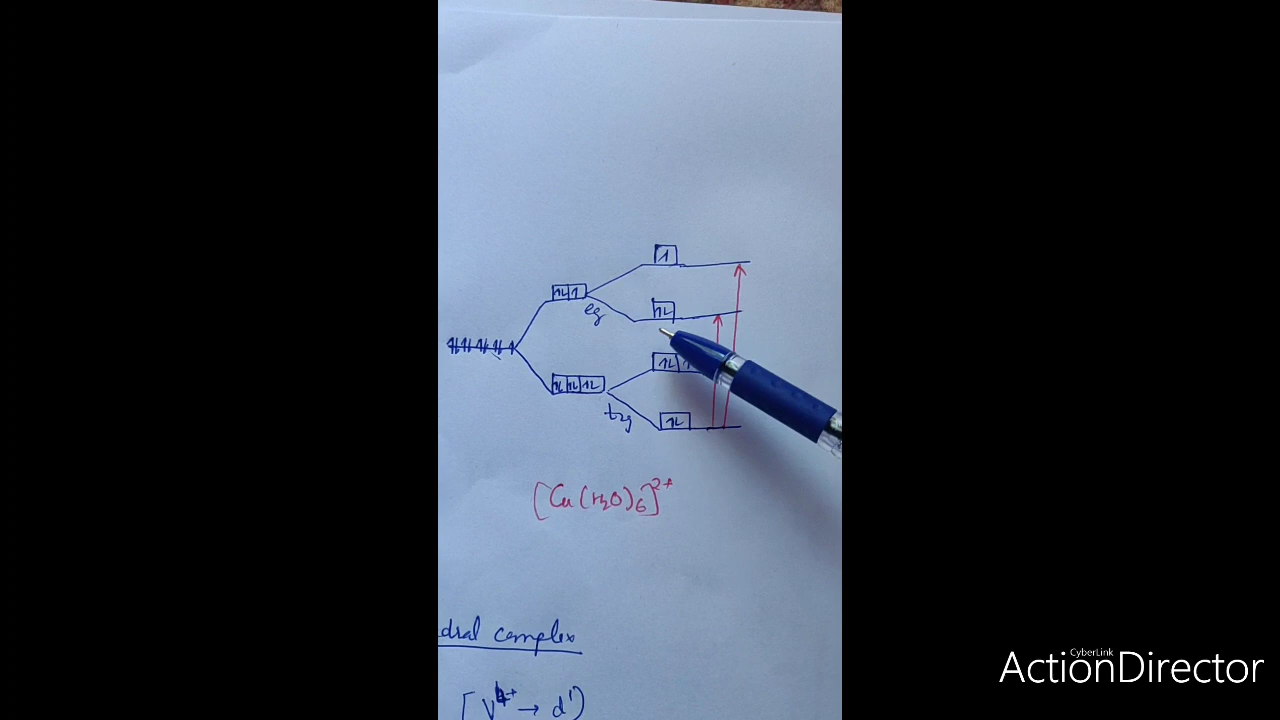 eg
t2g
[Cu(H2O)6]2+
dral complex
[V4+ → d1)
CyberLink
ActionDirector